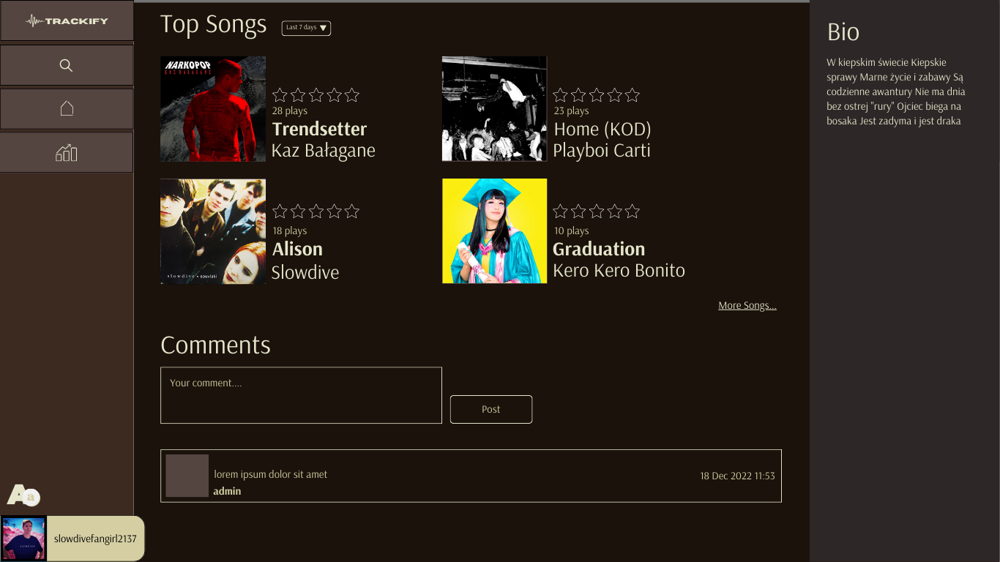 TRACKIFY
Top Songs
Last 7 days
NARKOPOP
KAZ BAŁAGANE
28 plays
Trendsetter
Kaz Bałagane
23 plays
Home (KOD)
Playboi Carti
slowdive • souvlaki
18 plays
Alison
Slowdive
10 plays
Graduation
Kero Kero Bonito
More Songs...
Comments
Your comment....
Post
lorem ipsum dolor sit amet
admin
18 Dec 2022 11:53
Bio
W kiepskim świecie Kiepskie
sprawy Marne życie i zabawy Są
codzienne awantury Nie ma dnia
bez ostrej "rury" Ojciec biega na
bosaka Jest zadyma i jest draka
Aa
slowdive
slowdivefangirl2137